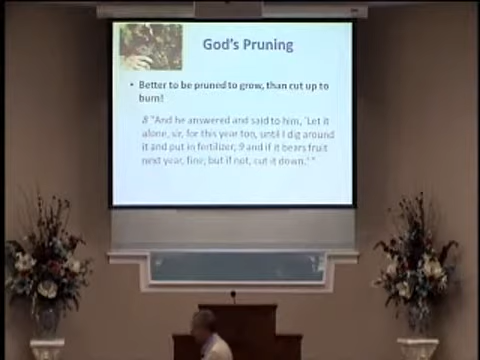 God's Pruning
• Better to be pruned to grow, than cut up to
burn!
8 "And he answered and said to him, 'Let it
alone, sir, for this year too, until I dig around
it and put in fertilizer, 9 and if it bears fruit
next year, fine; but if not, cut it down.' "